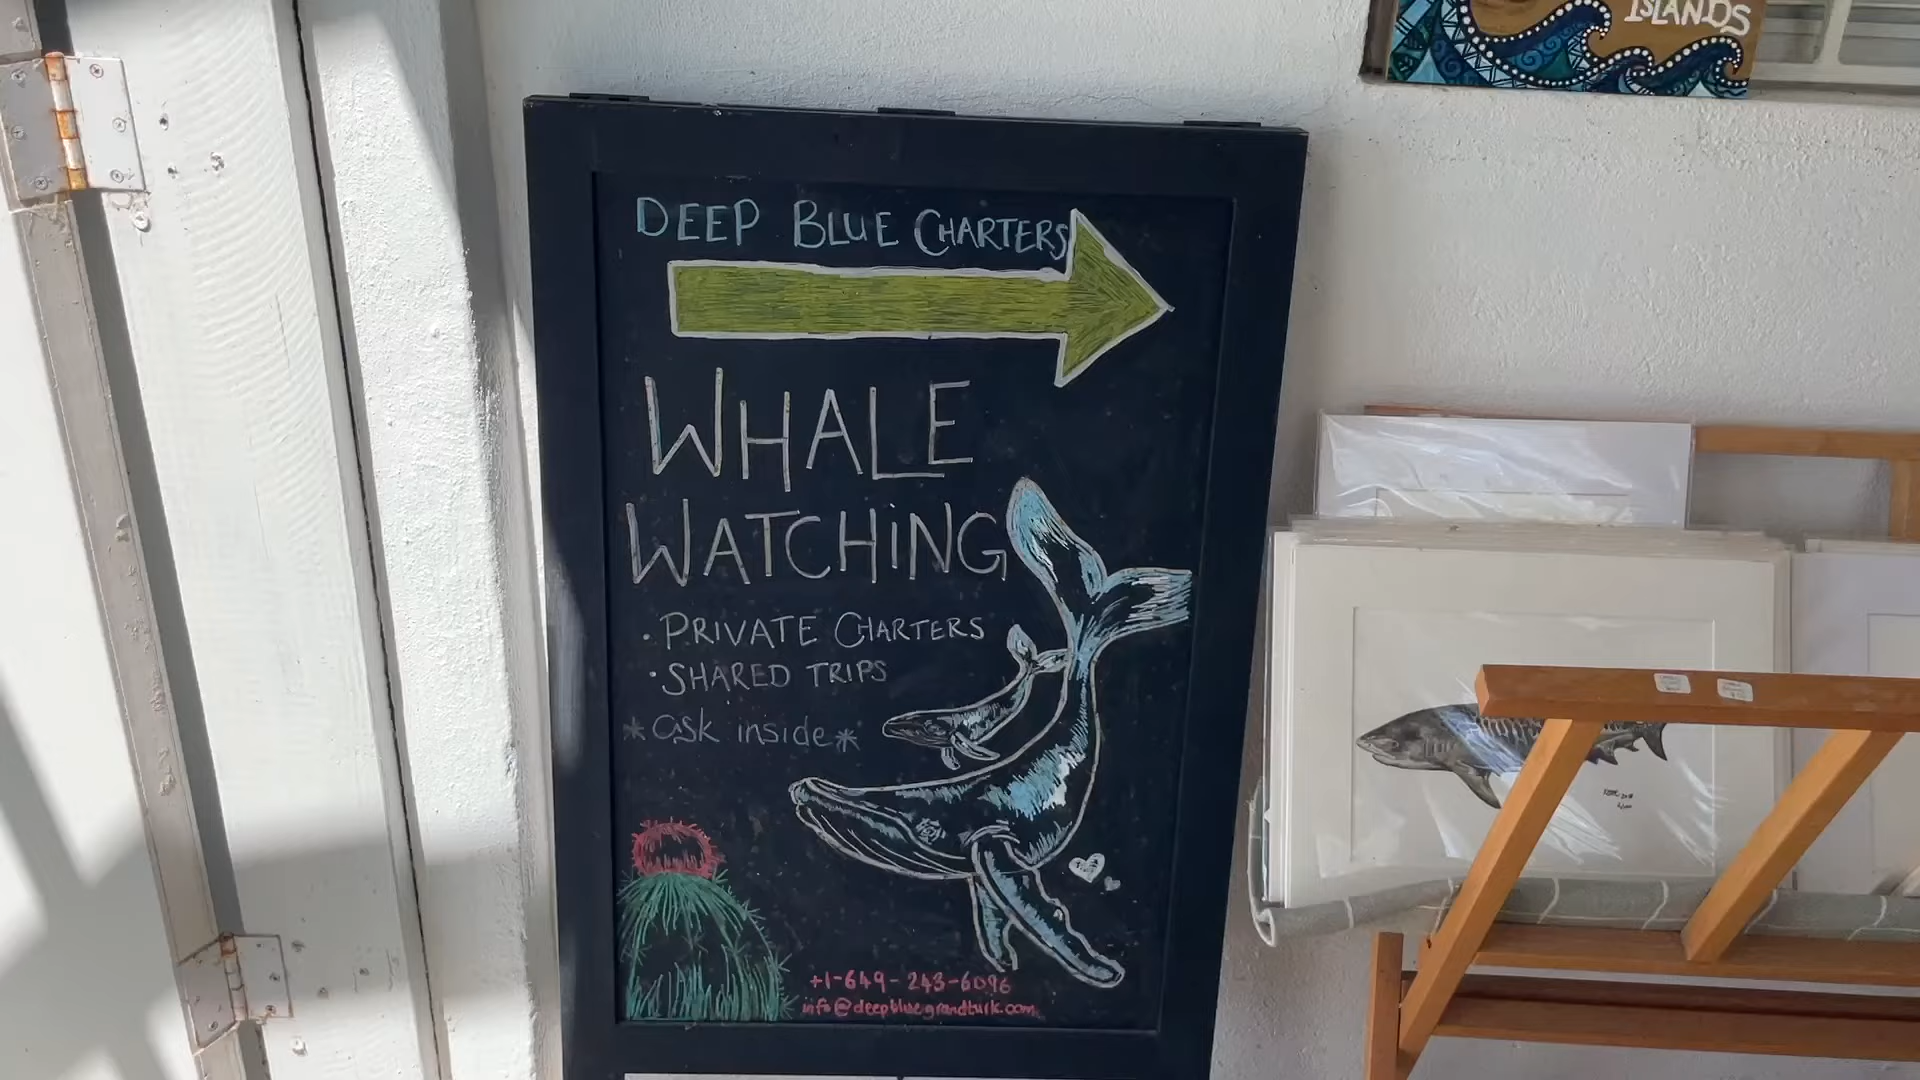 ISLANDS
DEEP BLUE CHARTERS
WHALE
WATCHING
• PRIVATE CHARTERS
• SHARED TRIPS
*ask inside*
+1-649-243-6096
info@deepbluegrandturk.com